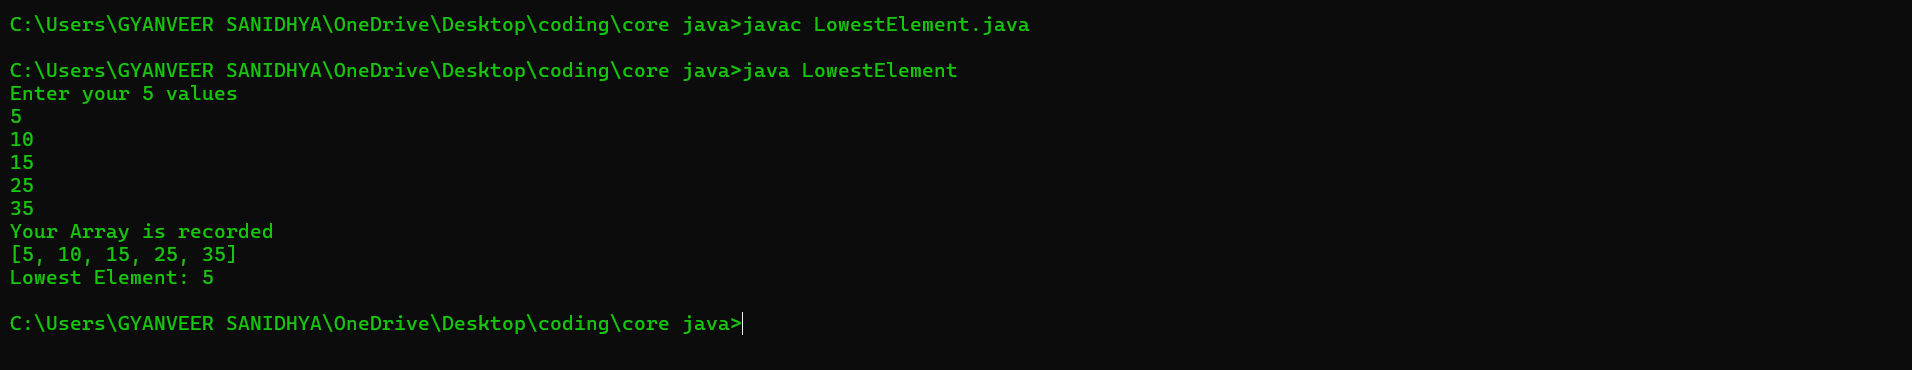 C:\Users\GYANVEER SANIDHYA\OneDrive\Desktop\coding\core java>javac LowestElement.java
C:\Users\GYANVEER SANIDHYA\OneDrive\Desktop\coding\core java>java LowestElement
Enter your 5 values
5
10
15
25
35
Your Array is recorded
[5, 10, 15, 25, 35]
Lowest Element: 5
C:\Users\GYANVEER SANIDHYA\OneDrive\Desktop\coding\core java>